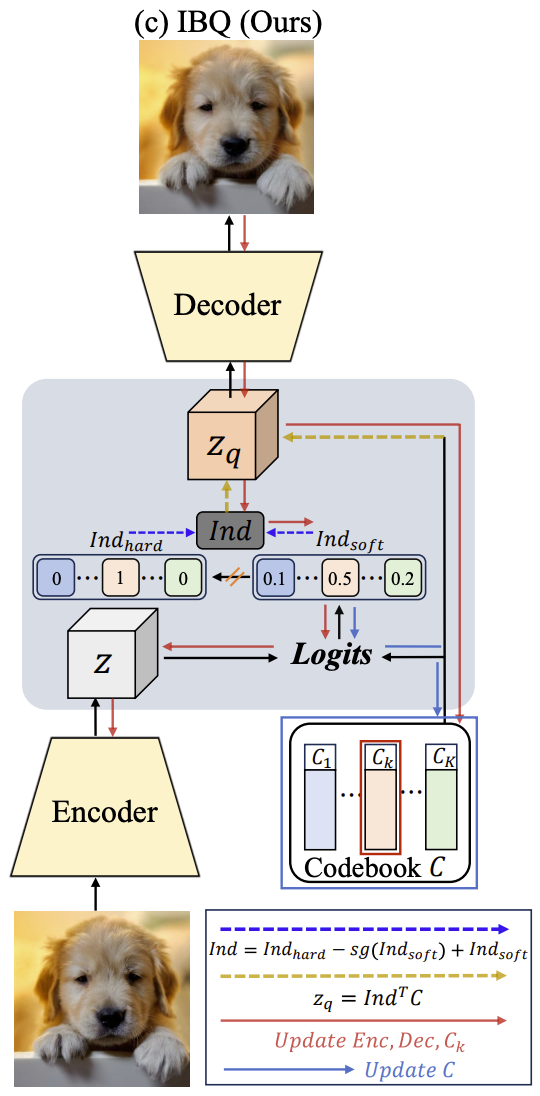 (c) IBQ (Ours)
Decoder
z_q
Ind
Ind_hard
Ind_soft
0 ... 1 ... 0
0.1 ... 0.5 ... 0.2
z
Logits
Encoder
C_1 ... C_k ... C_K
Codebook C
Ind = Ind_hard − sg(Ind_soft) + Ind_soft
z_q = Ind^T C
Update Enc, Dec, C_k
Update C